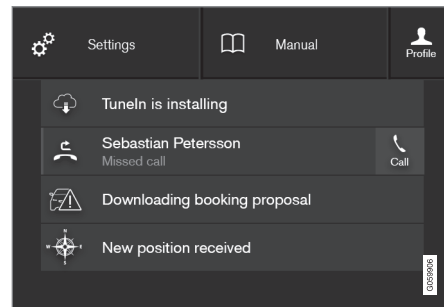 Settings
Manual
Profile
TuneIn is installing
Sebastian Petersson
Missed call
Call
Downloading booking proposal
N
W E
S
New position received
G059906